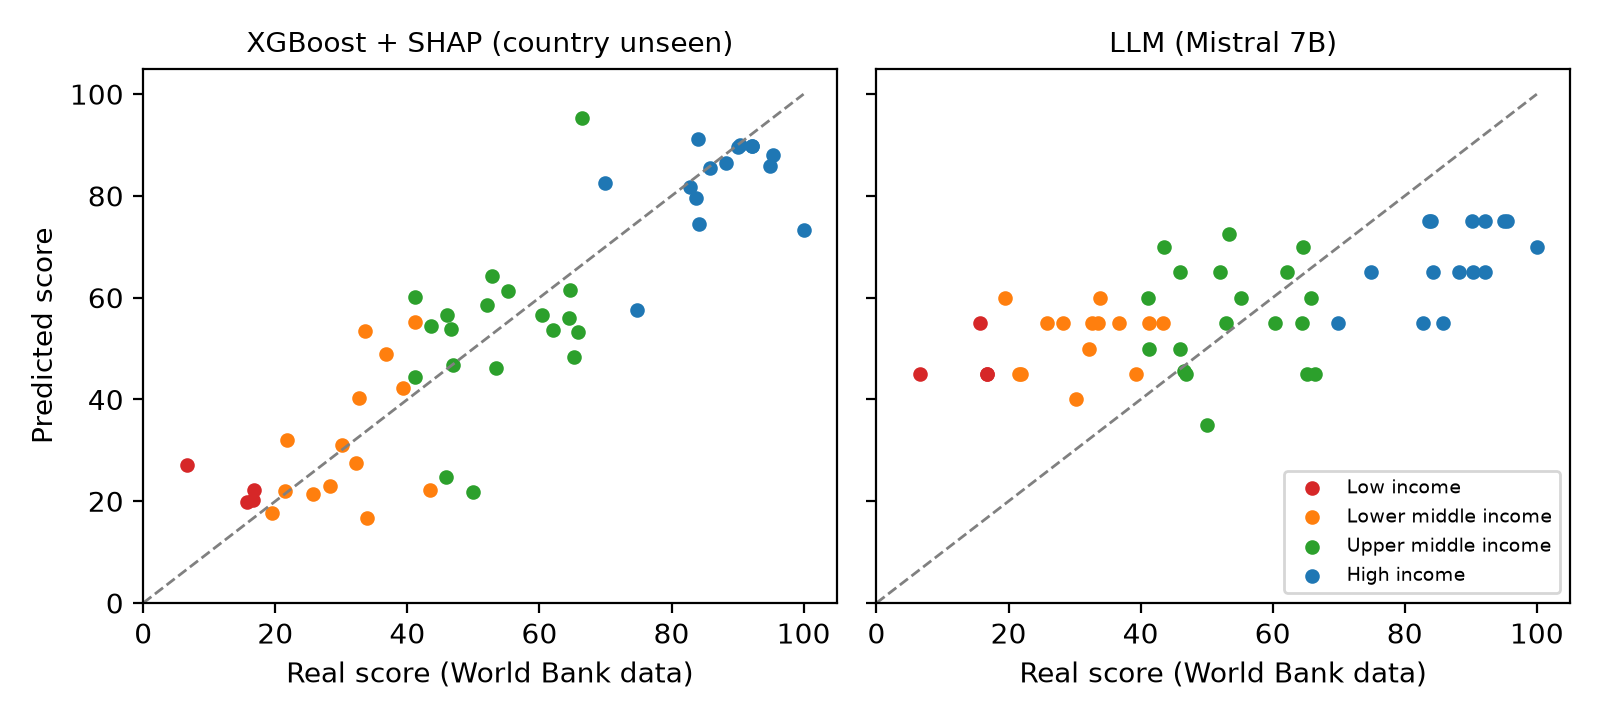 XGBoost + SHAP (country unseen)
Predicted score
100
80
60
40
20
0
0 20 40 60 80 100
Real score (World Bank data)
LLM (Mistral 7B)
Low income
Lower middle income
Upper middle income
High income
0 20 40 60 80 100
Real score (World Bank data)